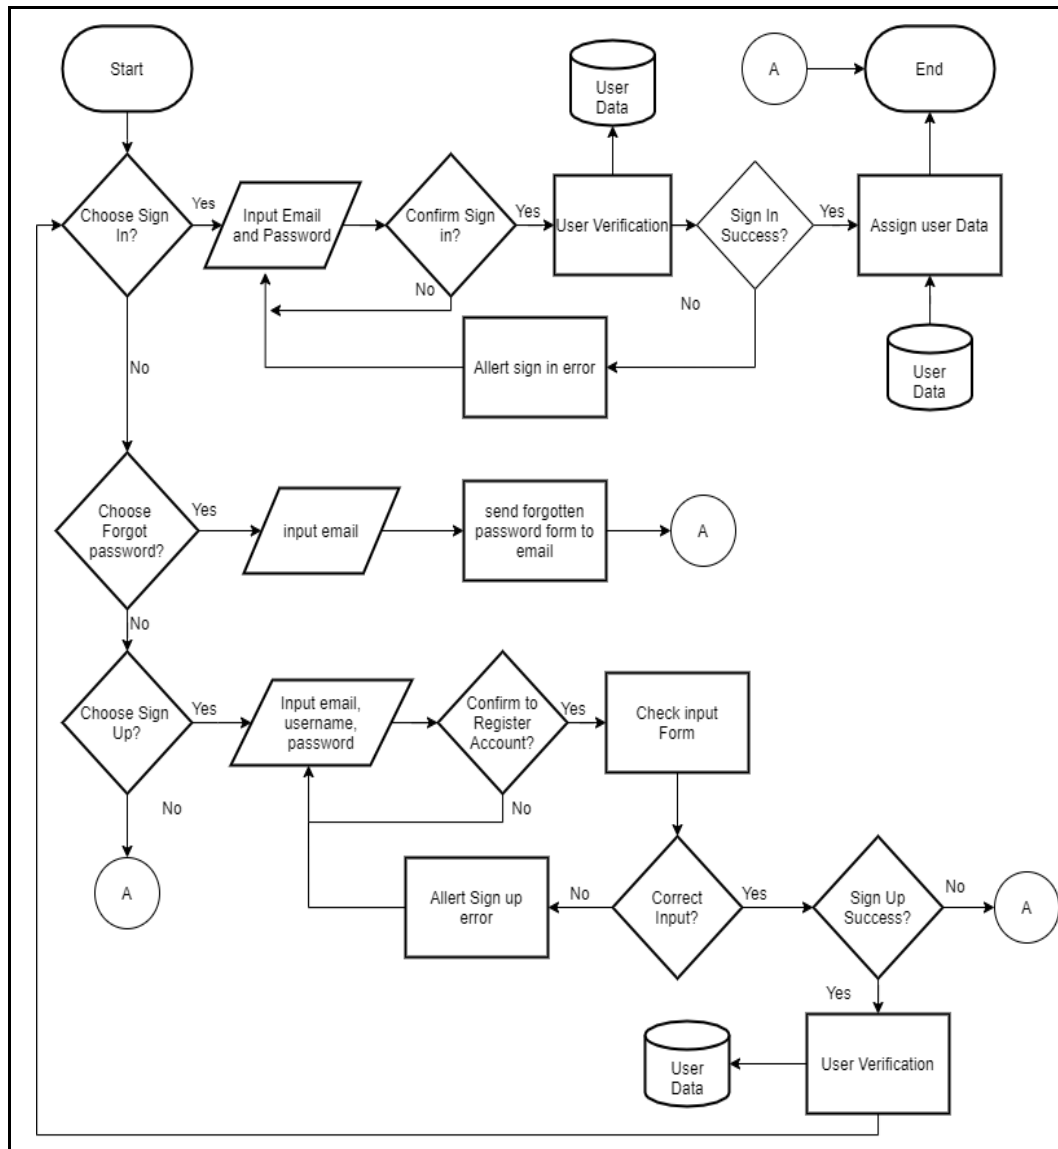 Start
User
Data
A
End
Choose Sign
In?
Yes
Input Email
and Password
Confirm Sign
in?
Yes
User Verification
Sign In
Success?
Yes
Assign user Data
No
No
Allert sign in error
User
Data
No
Choose
Forgot
password?
Yes
input email
send forgotten
password form to
email
A
No
Choose Sign
Up?
Yes
Input email,
username,
password
Confirm to
Register
Account?
Yes
Check input
Form
No
No
A
Allert Sign up
error
No
Correct
Input?
Yes
Sign Up
Success?
No
A
Yes
User
Data
User Verification